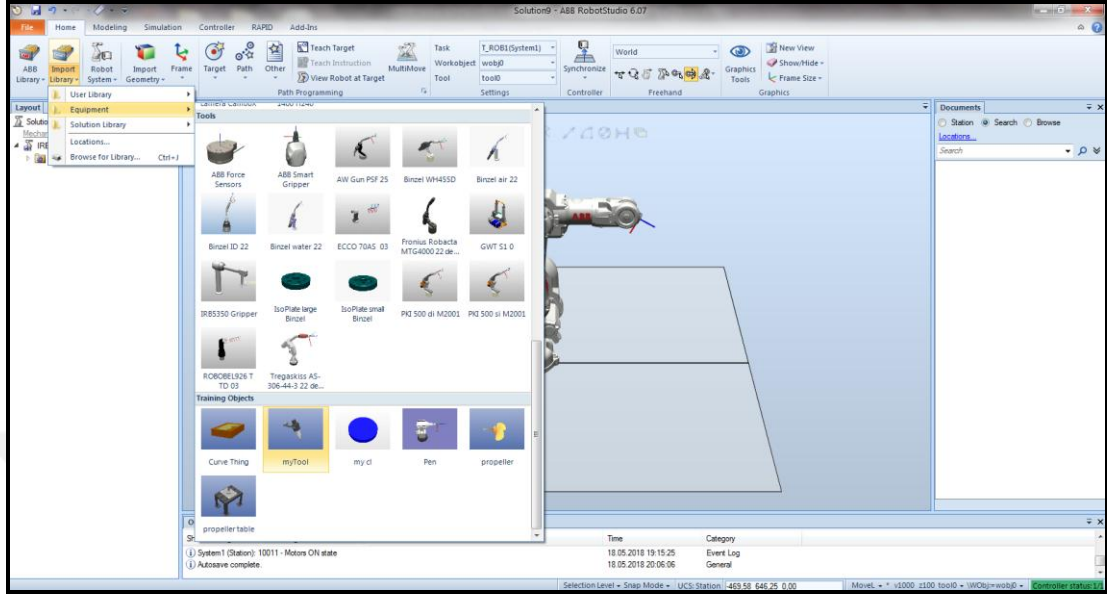 Solution9 - ABB RobotStudio 6.07
File Home Modeling Simulation Controller RAPID Add-Ins
ABB Library
Import Library
Robot System
Import Geometry
Frame
Target
Path
Other
Teach Target
Teach Instruction
View Robot at Target
MultiMove
Path Programming
Task T_ROB1(System1)
Workobject wobj0
Tool tool0
Settings
Synchronize
Controller
World
Freehand
Graphics Tools
New View
Show/Hide
Frame Size
Graphics
User Library
Equipment
Solution Library
Locations...
Browse for Library... Ctrl+J
Layout
Tools
ABB Force Sensors
ABB Smart Gripper
AW Gun PSF 25
Binzel WH455D
Binzel air 22
Binzel ID 22
Binzel water 22
ECCO 70AS 03
Fronius Robacta MTG4000 22 de...
GWT S1 0
IRB5350 Gripper
IsoPlate large Binzel
IsoPlate small Binzel
PKI 500 di M2001
PKI 500 si M2001
ROBOBEL926 T TD 03
Tregaskiss AS-306-44-3 22 de...
Training Objects
Curve Thing
myTool
Pen
propeller
propeller table
ABB
Documents
Station Search Browse
Locations...
Search
Time Category
System1 (Station): 10011 - Motors ON state 18.05.2018 19:15:25 Event Log
Autosave complete. 18.05.2018 20:06:06 General
Selection Level Snap Mode UCS: Station -469,58 646,25 0,00 MoveL * v1000 z100 tool0 \WObj:=wobj0 Controller status: 1/1